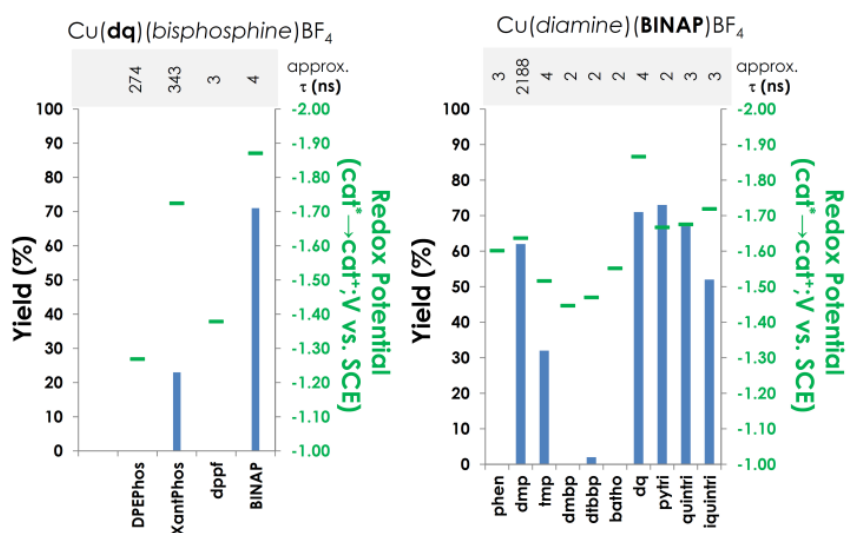 Cu(dq)(bisphosphine)BF4
274
343
3
4
approx.
τ (ns)
100
90
80
70
60
50
40
30
20
10
0
Yield (%)
-2.00
-1.90
-1.80
-1.70
-1.60
-1.50
-1.40
-1.30
-1.20
-1.10
-1.00
Redox Potential
(cat*→cat+;V vs. SCE)
DPEPhos
XantPhos
dppf
BINAP
Cu(diamine)(BINAP)BF4
3
2188
4
2
2
2
4
2
3
3
approx.
τ (ns)
100
90
80
70
60
50
40
30
20
10
0
Yield (%)
-2.00
-1.90
-1.80
-1.70
-1.60
-1.50
-1.40
-1.30
-1.20
-1.10
-1.00
Redox Potential
(cat*→cat+;V vs. SCE)
phen
dmp
tmp
dmbp
dtbbp
batho
dq
pytri
quintri
iquintri